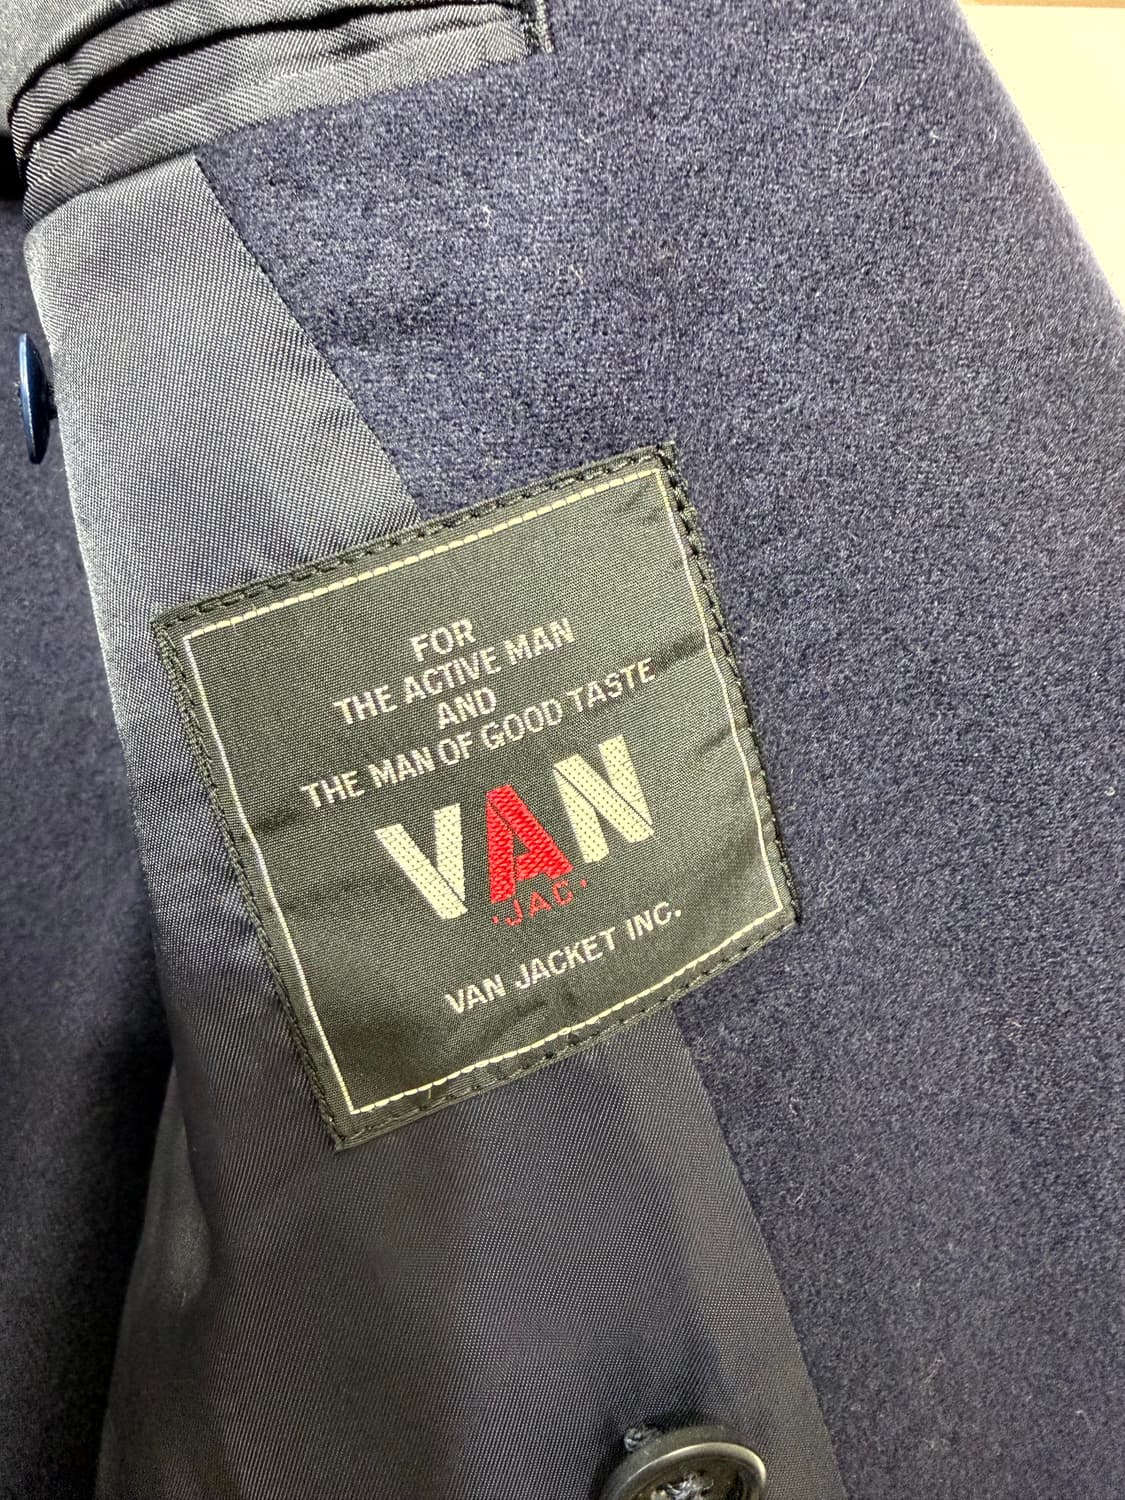 FOR
THE ACTIVE MAN
AND
THE MAN OF GOOD TASTE
VAN
·JAC·
VAN JACKET INC.